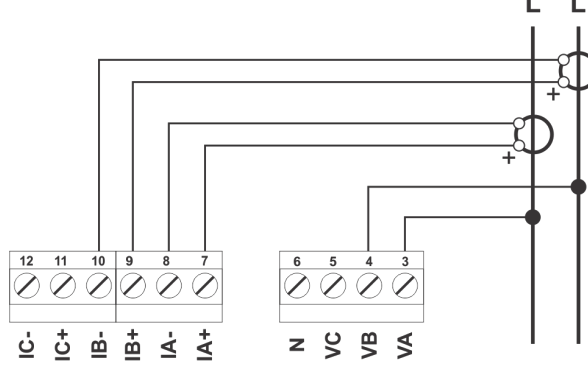 L L
+
+
12 11 10 9 8 7
6 5 4 3
IC- IC+ IB- IB+ IA- IA+
N VC VB VA